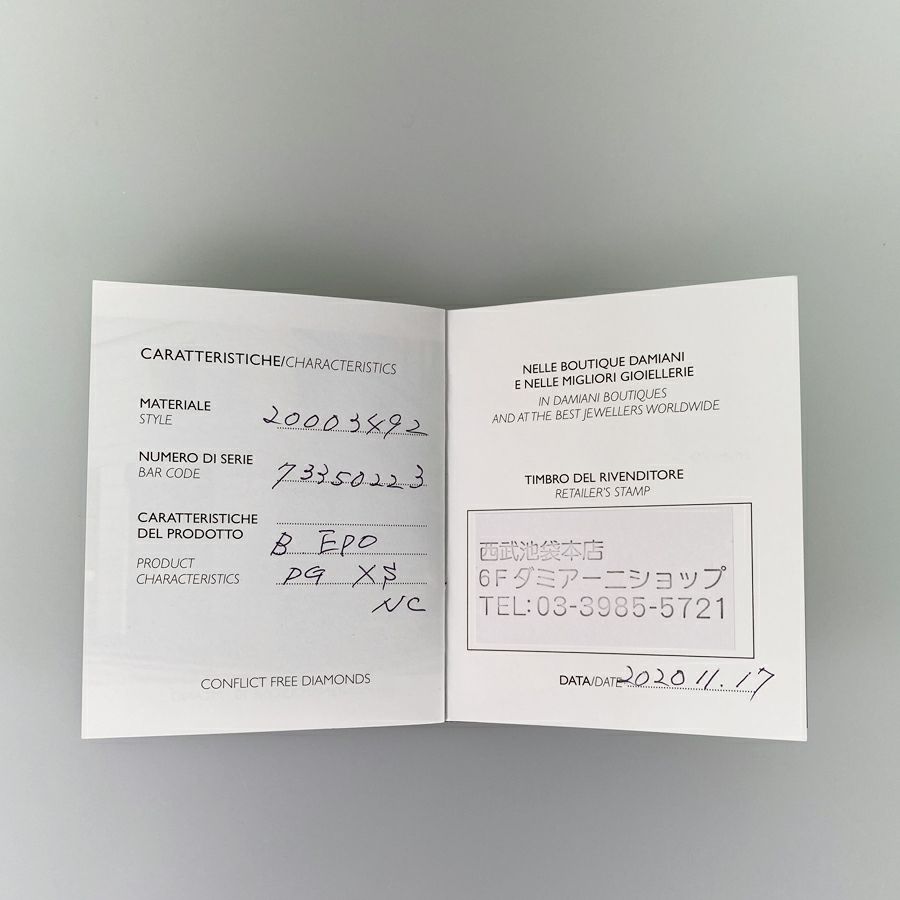 CARATTERISTICHE/CHARACTERISTICS
MATERIALE
STYLE
20003492
NUMERO DI SERIE
BAR CODE
73350223
CARATTERISTICHE
DEL PRODOTTO
PRODUCT
CHARACTERISTICS
B EPO
PG XS
NC
CONFLICT FREE DIAMONDS
NELLE BOUTIQUE DAMIANI
E NELLE MIGLIORI GIOIELLERIE
IN DAMIANI BOUTIQUES
AND AT THE BEST JEWELLERS WORLDWIDE
TIMBRO DEL RIVENDITORE
RETAILER'S STAMP
西武池袋本店
6Fダミアーニショップ
TEL:03-3985-5721
DATA/DATE 2020 11.17